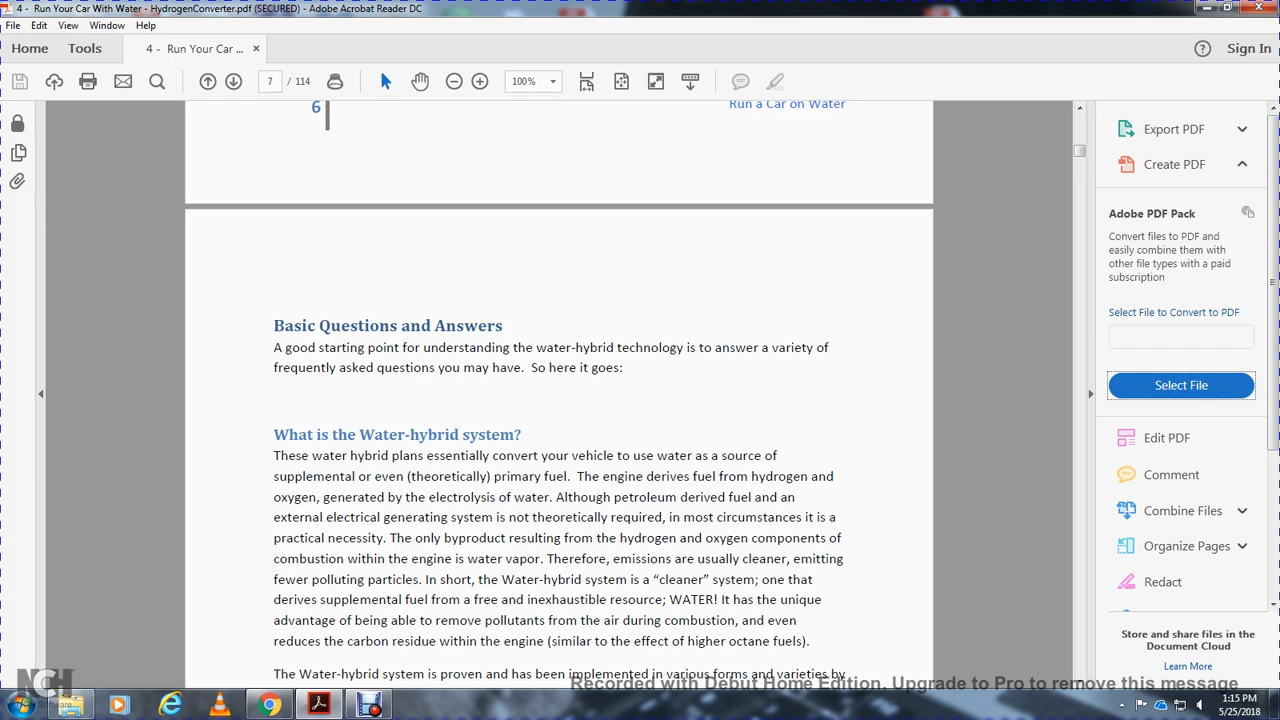 4 - Run Your Car With Water - HydrogenConverter.pdf (SECURED) - Adobe Acrobat Reader DC
File Edit View Window Help
Home Tools 4 - Run Your Car ... × Sign In
7 / 114 100%
6 Run a Car on Water
Basic Questions and Answers
A good starting point for understanding the water-hybrid technology is to answer a variety of
frequently asked questions you may have. So here it goes:
What is the Water-hybrid system?
These water hybrid plans essentially convert your vehicle to use water as a source of
supplemental or even (theoretically) primary fuel. The engine derives fuel from hydrogen and
oxygen, generated by the electrolysis of water. Although petroleum derived fuel and an
external electrical generating system is not theoretically required, in most circumstances it is a
practical necessity. The only byproduct resulting from the hydrogen and oxygen components of
combustion within the engine is water vapor. Therefore, emissions are usually cleaner, emitting
fewer polluting particles. In short, the Water-hybrid system is a “cleaner” system; one that
derives supplemental fuel from a free and inexhaustible resource; WATER! It has the unique
advantage of being able to remove pollutants from the air during combustion, and even
reduces the carbon residue within the engine (similar to the effect of higher octane fuels).
The Water-hybrid system is proven and has been implemented in various forms and varieties by
Export PDF
Create PDF
Adobe PDF Pack
Convert files to PDF and
easily combine them with
other file types with a paid
subscription
Select File to Convert to PDF
Select File
Edit PDF
Comment
Combine Files
Organize Pages
Redact
Store and share files in the
Document Cloud
Learn More
Recorded with Debut Home Edition. Upgrade to Pro to remove this message
NCH
Software
1:15 PM
5/25/2018